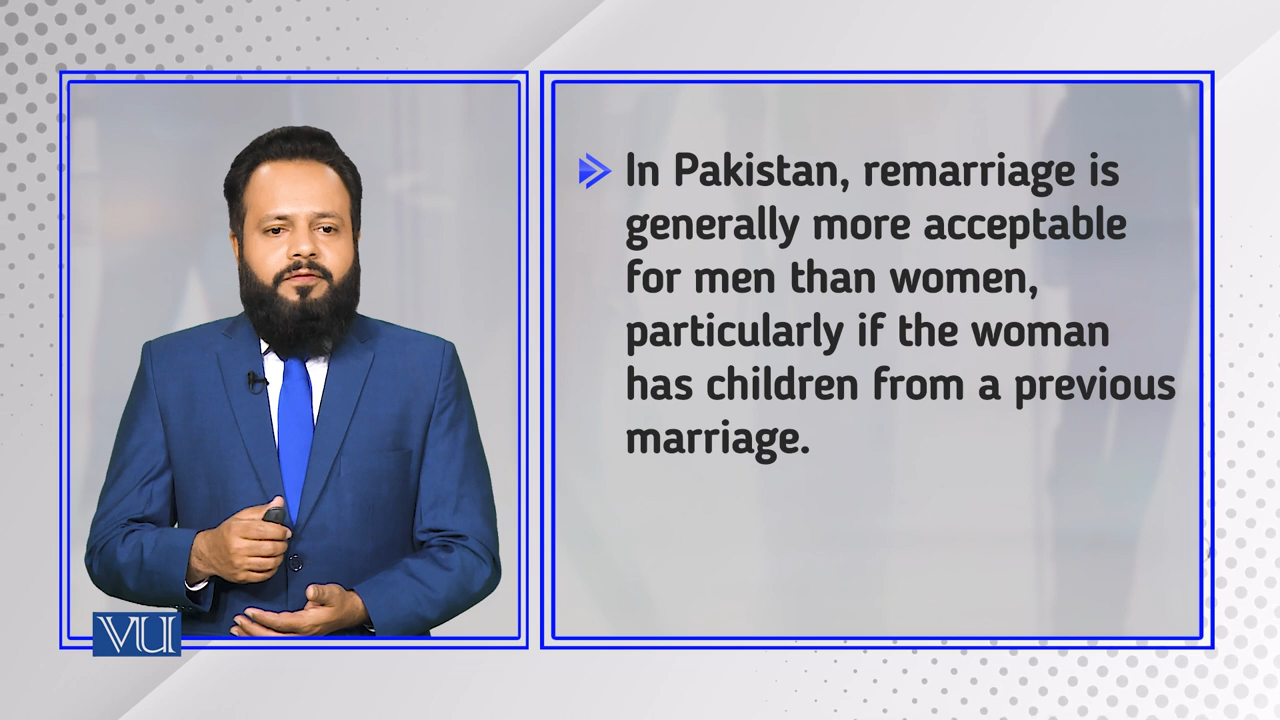 In Pakistan, remarriage is
generally more acceptable
for men than women,
particularly if the woman
has children from a previous
marriage.
VU